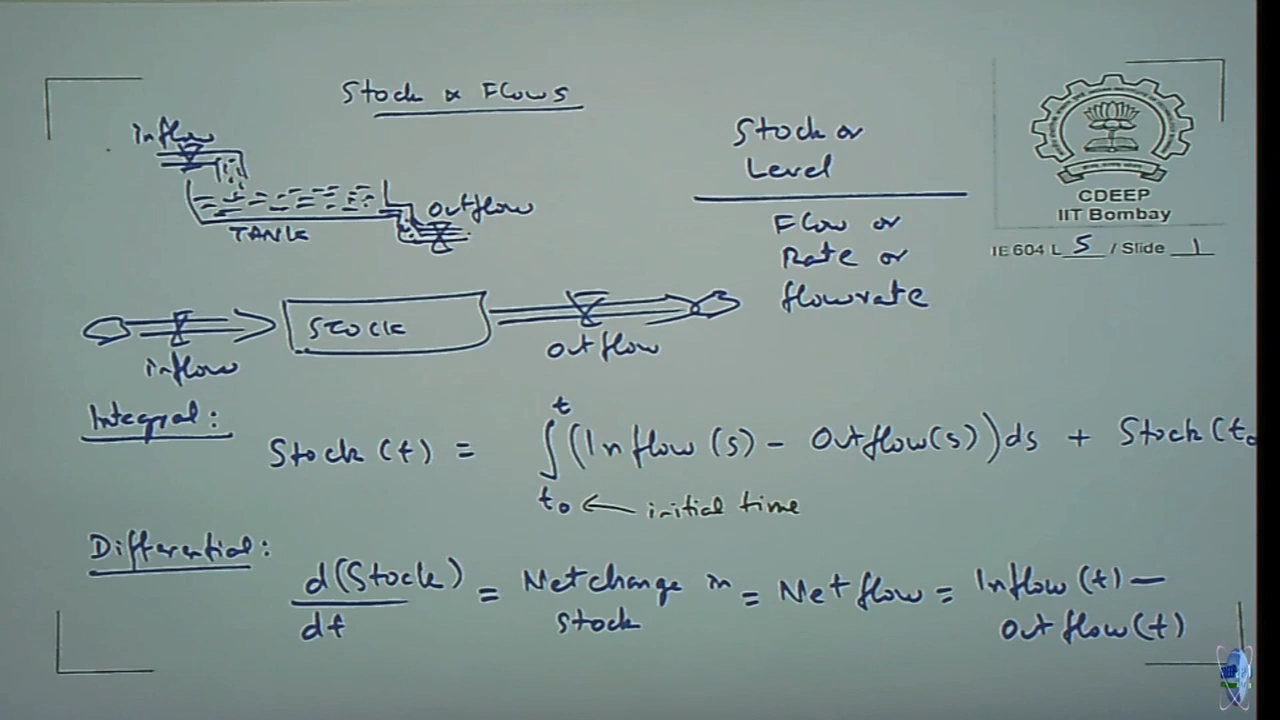 Stock & Flows
inflow
outflow
TANK
Stock or
Level
Flow or
Rate or
flowrate
CDEEP
IIT Bombay
IE 604 L 5 / Slide 1
STOCK
inflow
outflow
Integral:
Stock (t) = ∫ t t0 (Inflow (s) - Outflow(s)) ds + Stock (t0
t0 ← initial time
Differential:
d(Stock)/dt = Net change in stock = Net flow = Inflow (t) - outflow(t)